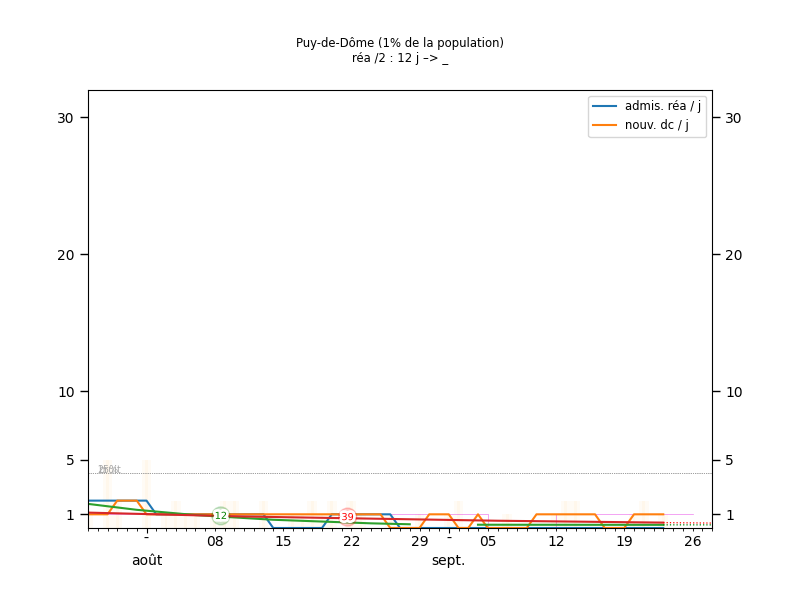 Puy-de-Dôme (1% de la population)
réa /2 : 12 j –> _
admis. réa / j
nouv. dc / j
30 30
20 20
10 10
5 5
1 1
12
39
- 08 15 22 29 - 05 12 19 26
août sept.